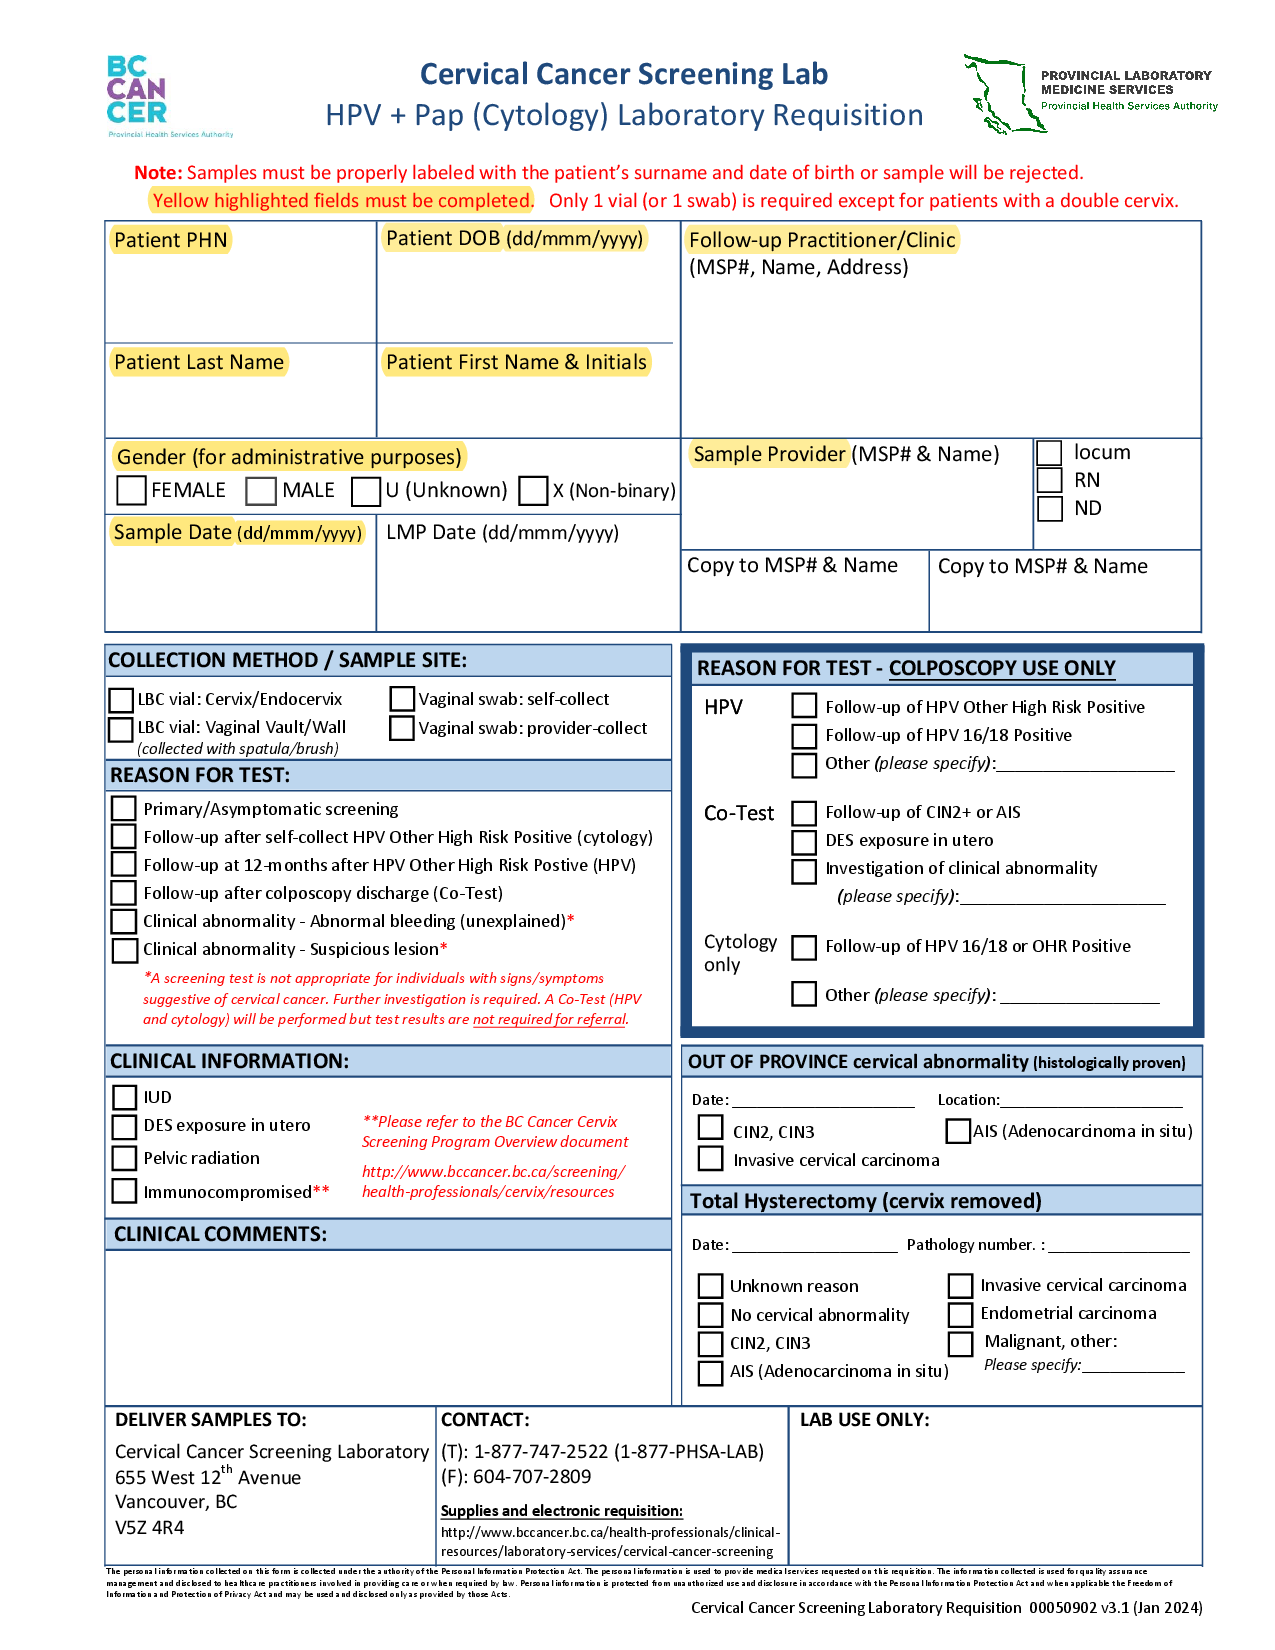 BC
CAN
CER
Provincial Health Services Authority
Cervical Cancer Screening Lab
HPV + Pap (Cytology) Laboratory Requisition
PROVINCIAL LABORATORY
MEDICINE SERVICES
Provincial Health Services Authority
Note: Samples must be properly labeled with the patient's surname and date of birth or sample will be rejected.
Yellow highlighted fields must be completed. Only 1 vial (or 1 swab) is required except for patients with a double cervix.
Patient PHN
Patient DOB (dd/mmm/yyyy)
Follow-up Practitioner/Clinic
(MSP#, Name, Address)
Patient Last Name
Patient First Name & Initials
Gender (for administrative purposes)
FEMALE MALE U (Unknown) X (Non-binary)
Sample Provider (MSP# & Name)
locum
RN
ND
Sample Date (dd/mmm/yyyy)
LMP Date (dd/mmm/yyyy)
Copy to MSP# & Name
Copy to MSP# & Name
COLLECTION METHOD / SAMPLE SITE:
LBC vial: Cervix/Endocervix
Vaginal swab: self-collect
LBC vial: Vaginal Vault/Wall
(collected with spatula/brush)
Vaginal swab: provider-collect
REASON FOR TEST:
Primary/Asymptomatic screening
Follow-up after self-collect HPV Other High Risk Positive (cytology)
Follow-up at 12-months after HPV Other High Risk Postive (HPV)
Follow-up after colposcopy discharge (Co-Test)
Clinical abnormality - Abnormal bleeding (unexplained)*
Clinical abnormality - Suspicious lesion*
*A screening test is not appropriate for individuals with signs/symptoms
suggestive of cervical cancer. Further investigation is required. A Co-Test (HPV
and cytology) will be performed but test results are not required for referral.
REASON FOR TEST - COLPOSCOPY USE ONLY
HPV
Follow-up of HPV Other High Risk Positive
Follow-up of HPV 16/18 Positive
Other (please specify):____________________
Co-Test
Follow-up of CIN2+ or AIS
DES exposure in utero
Investigation of clinical abnormality
(please specify):_______________________
Cytology
only
Follow-up of HPV 16/18 or OHR Positive
Other (please specify): __________________
CLINICAL INFORMATION:
IUD
DES exposure in utero
Pelvic radiation
Immunocompromised**
**Please refer to the BC Cancer Cervix
Screening Program Overview document
http://www.bccancer.bc.ca/screening/
health-professionals/cervix/resources
CLINICAL COMMENTS:
OUT OF PROVINCE cervical abnormality (histologically proven)
Date: ____________________ Location:____________________
CIN2, CIN3
AIS (Adenocarcinoma in situ)
Invasive cervical carcinoma
Total Hysterectomy (cervix removed)
Date: __________________ Pathology number. : ________________
Unknown reason
No cervical abnormality
CIN2, CIN3
AIS (Adenocarcinoma in situ)
Invasive cervical carcinoma
Endometrial carcinoma
Malignant, other:
Please specify:____________
DELIVER SAMPLES TO:
Cervical Cancer Screening Laboratory
655 West 12th Avenue
Vancouver, BC
V5Z 4R4
CONTACT:
(T): 1-877-747-2522 (1-877-PHSA-LAB)
(F): 604-707-2809
Supplies and electronic requisition:
http://www.bccancer.bc.ca/health-professionals/clinical-
resources/laboratory-services/cervical-cancer-screening
LAB USE ONLY:
The personal information collected on this form is collected under the authority of the Personal Information Protection Act. The personal information is used to provide medical services requested on this requisition. The information collected is used for quality assurance
management and disclosed to healthcare practitioners involved in providing care or when required by law. Personal information is protected from unauthorized use and disclosure in accordance with the Personal Information Protection Act and when applicable the Freedom of
Information and Protection of Privacy Act and may be used and disclosed only as provided by those Acts.
Cervical Cancer Screening Laboratory Requisition 00050902 v3.1 (Jan 2024)